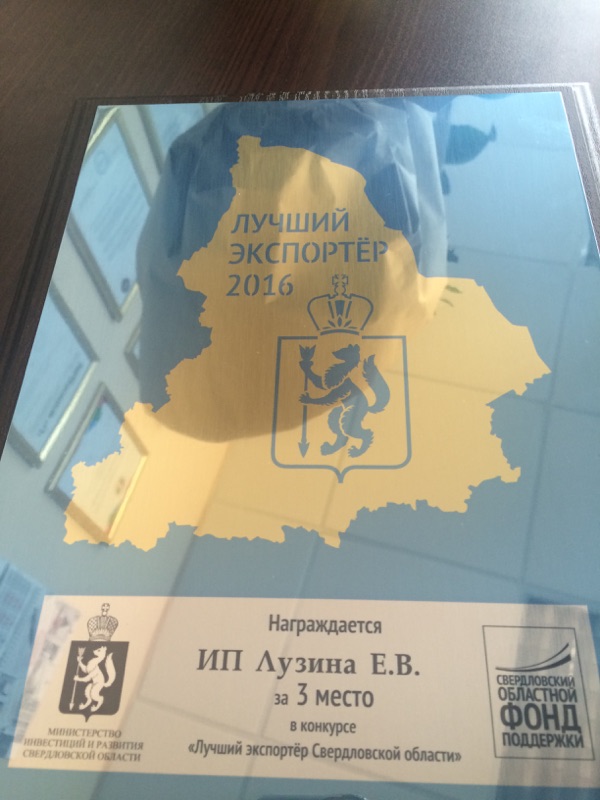 ЛУЧШИЙ
ЭКСПОРТЁР
2016
Награждается
ИП Лузина Е.В.
за 3 место
в конкурсе
«Лучший экспортёр Свердловской области»
МИНИСТЕРСТВО
ИНВЕСТИЦИЙ И РАЗВИТИЯ
СВЕРДЛОВСКОЙ ОБЛАСТИ
СВЕРДЛОВСКИЙ
ОБЛАСТНОЙ
ФОНД
ПОДДЕРЖКИ